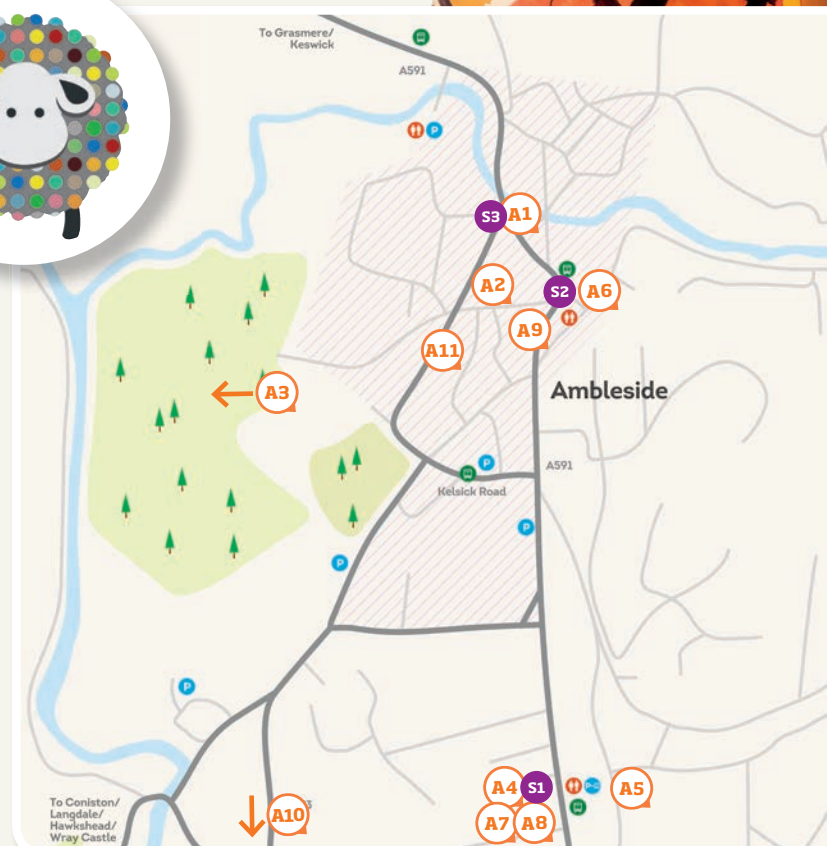 To Grasmere/
Keswick
A591
P
S3
A1
A2
S2
A6
A9
A11
A3
Ambleside
P
A591
Kelsick Road
P
P
P
A4
S1
A5
To Coniston/
Langdale/
Hawkshead/
Wray Castle
A10
3
A7
A8